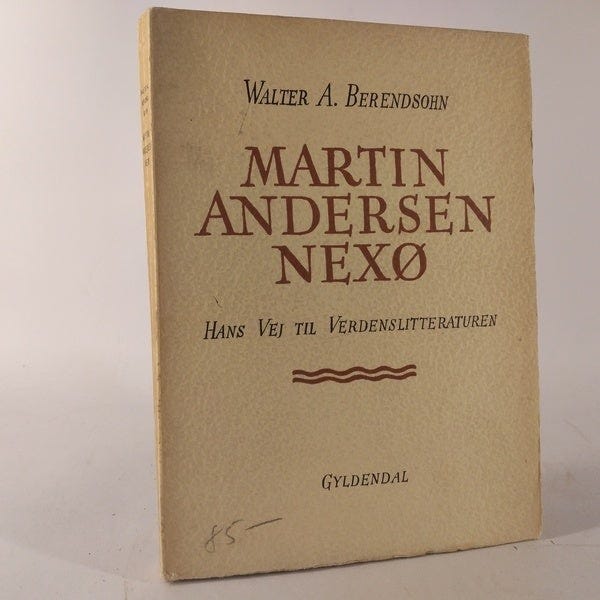 WALTER A. BERENDSOHN
MARTIN
ANDERSEN
NEXØ
HANS VEJ TIL VERDENSLITTERATUREN
GYLDENDAL
85-